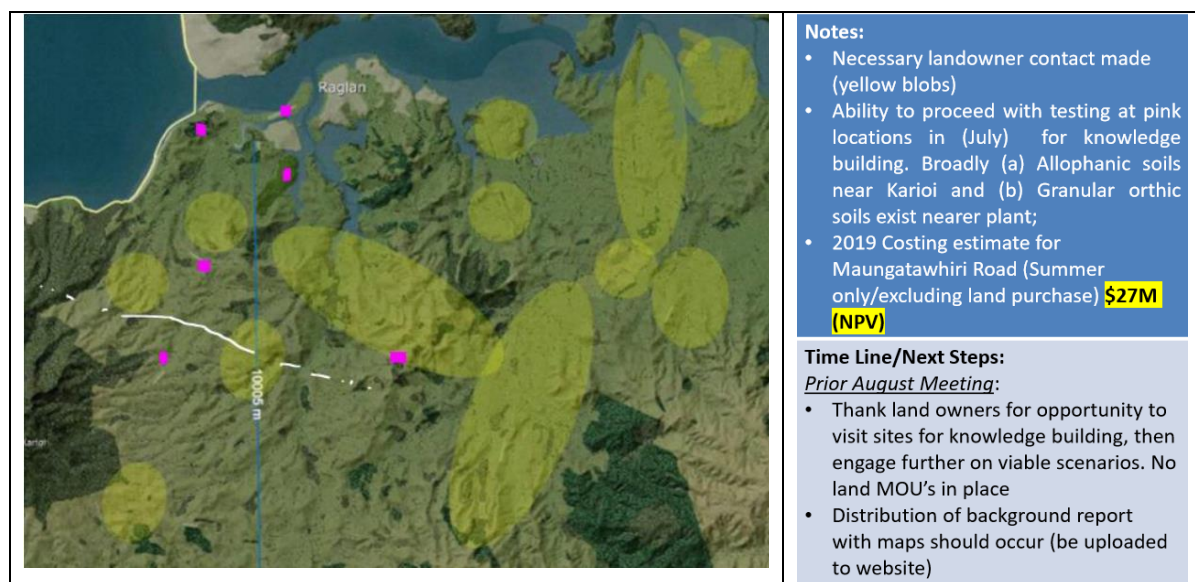 Raglan
10005 m
Karioi
Notes:
• Necessary landowner contact made
(yellow blobs)
• Ability to proceed with testing at pink
locations in (July) for knowledge
building. Broadly (a) Allophanic soils
near Karioi and (b) Granular orthic
soils exist nearer plant;
• 2019 Costing estimate for
Maungatawhiri Road (Summer
only/excluding land purchase) $27M
(NPV)
Time Line/Next Steps:
Prior August Meeting:
• Thank land owners for opportunity to
visit sites for knowledge building, then
engage further on viable scenarios. No
land MOU's in place
• Distribution of background report
with maps should occur (be uploaded
to website)